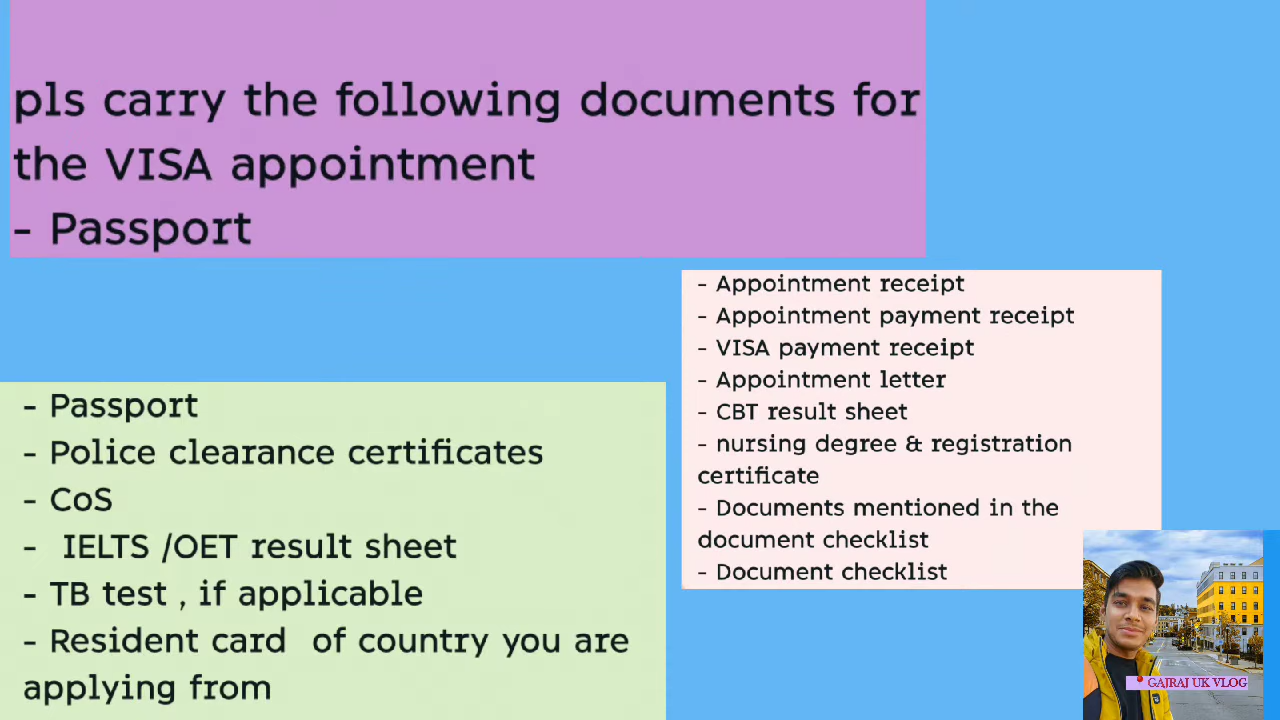 pls carry the following documents for
the VISA appointment
- Passport
- Passport
- Police clearance certificates
- CoS
- IELTS /OET result sheet
- TB test , if applicable
- Resident card of country you are
applying from
- Appointment receipt
- Appointment payment receipt
- VISA payment receipt
- Appointment letter
- CBT result sheet
- nursing degree & registration
certificate
- Documents mentioned in the
document checklist
- Document checklist
GAJRAJ UK VLOG